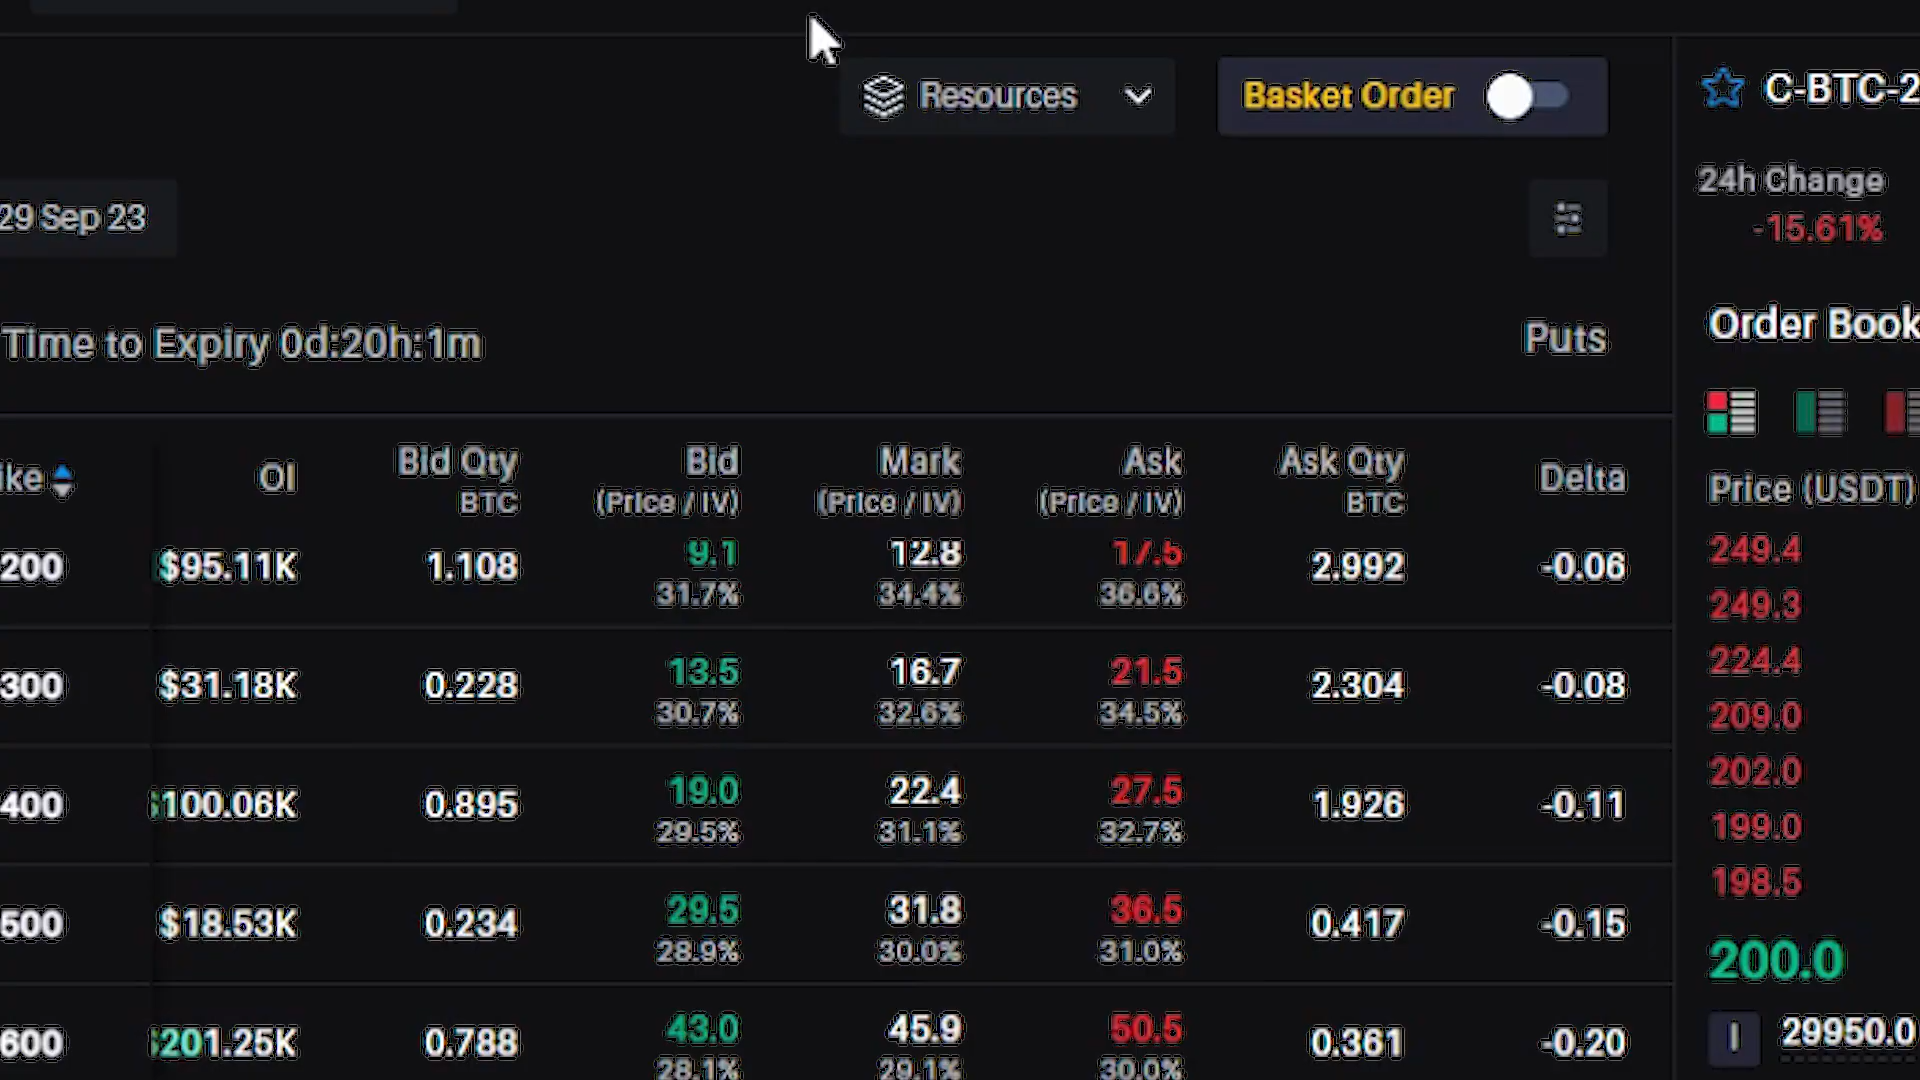 Resources
Basket Order
C-BTC-2
24h Change
-15.61%
29 Sep 23
Time to Expiry 0d:20h:1m
Puts
Order Book
ike OI Bid Qty BTC Bid (Price / IV) Mark (Price / IV) Ask (Price / IV) Ask Qty BTC Delta
200 $95.11K 1.108 9.1 12.8 17.5 2.992 -0.06
31.7% 34.4% 36.6%
300 $31.18K 0.228 13.5 16.7 21.5 2.304 -0.08
30.7% 32.6% 34.5%
400 $100.06K 0.895 19.0 22.4 27.5 1.926 -0.11
29.5% 31.1% 32.7%
500 $18.53K 0.234 29.5 31.8 36.5 0.417 -0.15
28.9% 30.0% 31.0%
600 $201.25K 0.788 43.0 45.9 50.5 0.361 -0.20
28.1% 29.1% 30.0%
Price (USDT)
249.4
249.3
224.4
209.0
202.0
199.0
198.5
200.0
I 29950.0